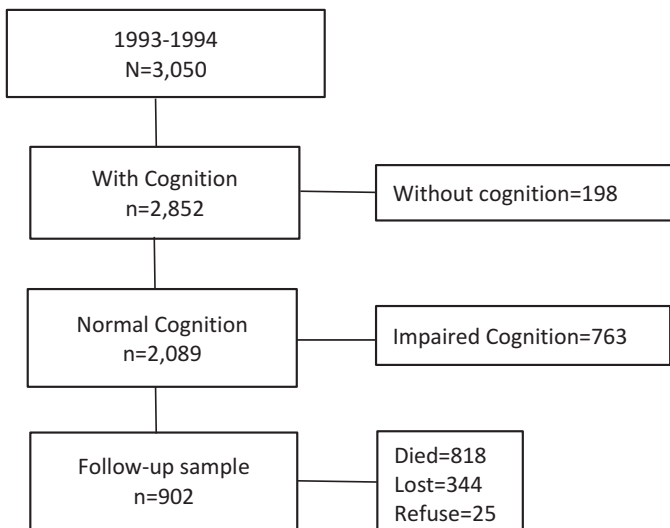 1993-1994
N=3,050
With Cognition
n=2,852
Without cognition=198
Normal Cognition
n=2,089
Impaired Cognition=763
Follow-up sample
n=902
Died=818
Lost=344
Refuse=25